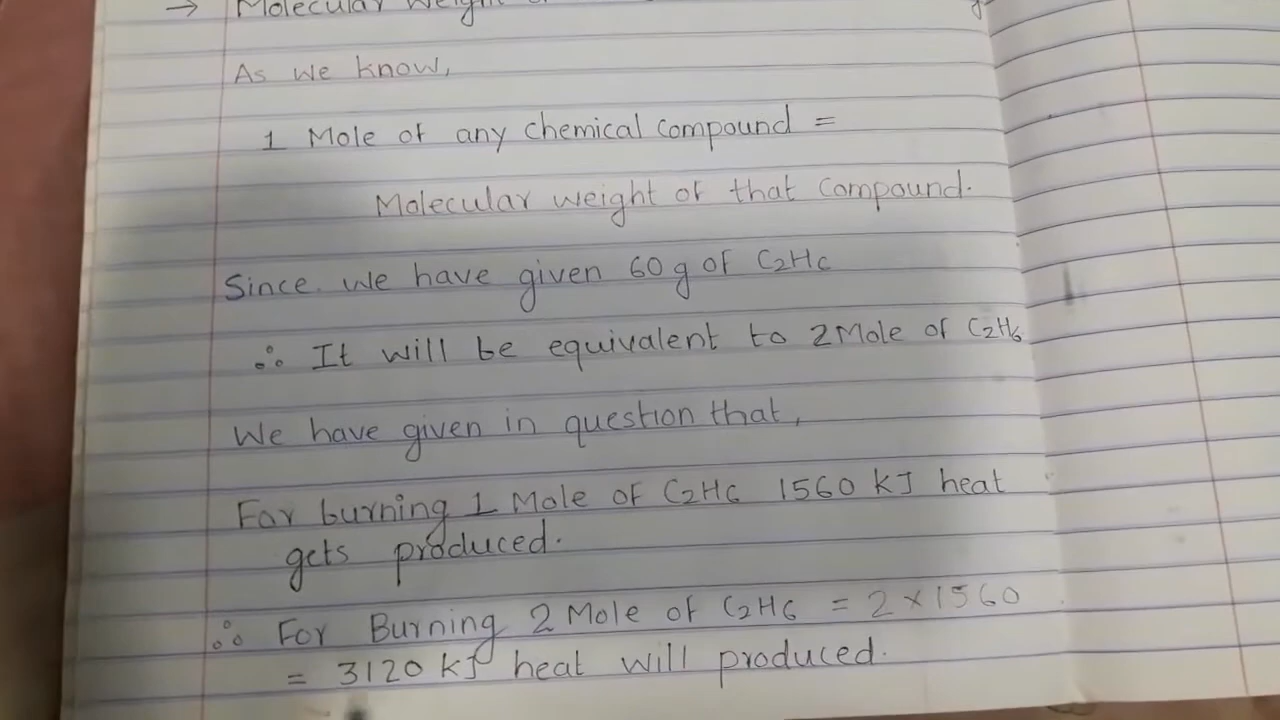 → Molecular Weight
As we know,
1 Mole of any chemical compound =
Molecular weight of that compound.
Since we have given 60 g of C2H6
∴ It will be equivalent to 2 Mole of C2H6
We have given in question that,
For burning 1 Mole of C2H6 1560 kJ heat
gets produced.
∴ For Burning 2 Mole of C2H6 = 2 × 1560
= 3120 kJ heat will produced.